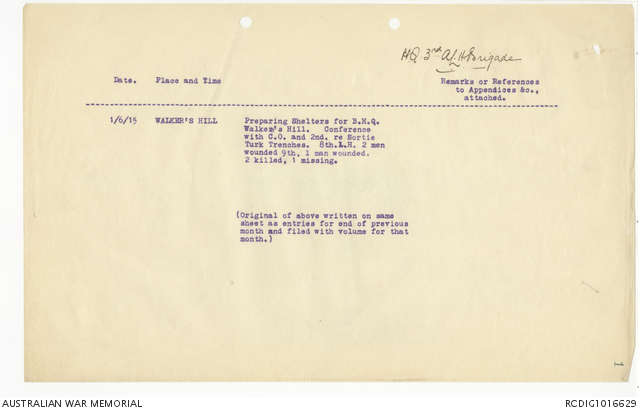 HQ 3rd A.L.H. Brigade
Date. Place and Time Remarks or References
to Appendices &c.,
attached.
1/6/15 WALKER'S HILL Preparing Shelters for B.H.Q.
Walker's Hill. Conference
with C.O. and 2nd. re Sortie
Turk Trenches. 8th.L.H. 2 men
wounded 9th. 1 man wounded.
2 killed, 1 missing.
(Original of above written on same
sheet as entries for end of previous
month and filed with volume for that
month.)
1
AUSTRALIAN WAR MEMORIAL RCDIG1016629